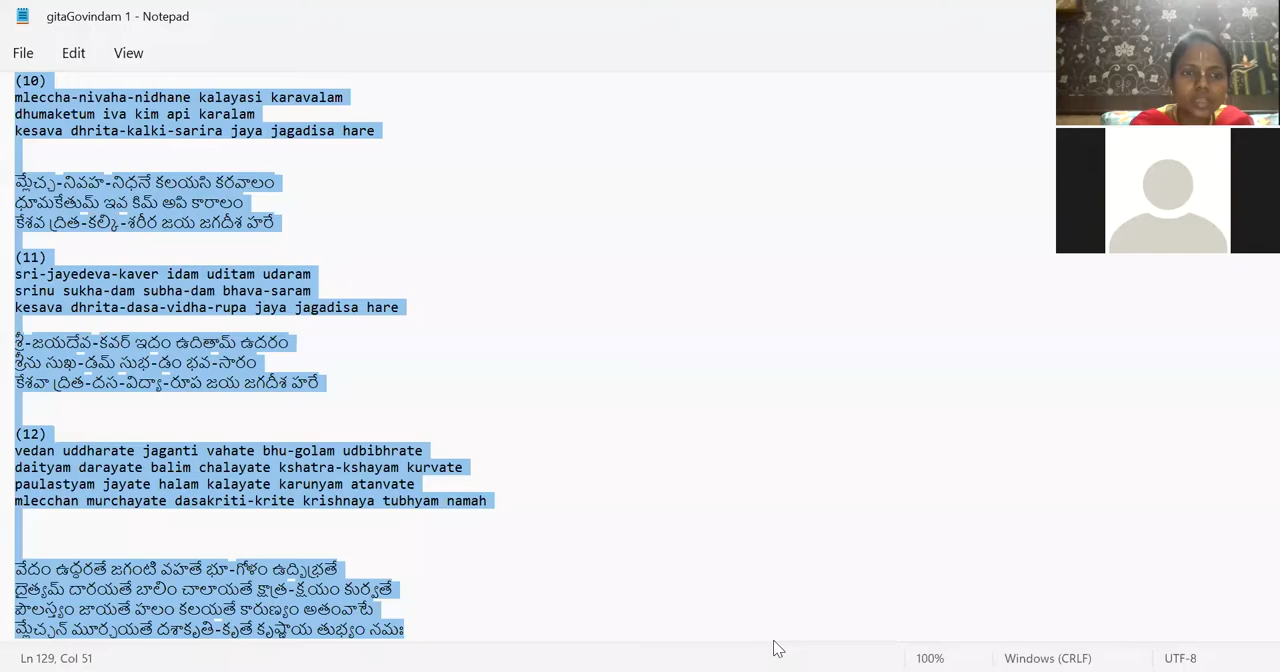 gitaGovindam 1 - Notepad
File Edit View
(10)
mleccha-nivaha-nidhane kalayasi karavalam
dhumaketum iva kim api karalam
kesava dhrita-kalki-sarira jaya jagadisa hare
మ్లేచ్ఛ-నివహ-నిధనే కలయసి కరవాలం
ధూమకేతుమ్ ఇవ కిమ్ అపి కారాలం
కేశవ ద్రిత-కల్కి-శరీర జయ జగదీశ హరే
(11)
sri-jayedeva-kaver idam uditam udaram
srinu sukha-dam subha-dam bhava-saram
kesava dhrita-dasa-vidha-rupa jaya jagadisa hare
శ్రీ-జయదేవ-కవర్ ఇదం ఉదితామ్ ఉదరం
శ్రీను సుఖ-డమ్ సుభ-డం భవ-సారం
కేశవా ద్రిత-దస-విద్యా-రూప జయ జగదీశ హరే
(12)
vedan uddharate jaganti vahate bhu-golam udbibhrate
daityam darayate balim chalayate kshatra-kshayam kurvate
paulastyam jayate halam kalayate karunyam atanvate
mlecchan murchayate dasakriti-krite krishnaya tubhyam namah
వేదం ఉద్ధరతే జగంటి వహతే భూ-గోళం ఉద్బిభ్రతే
దైత్యమ్ దారయతే బాలిం చాలాయతే క్షాత్ర-క్షయం కుర్వతే
పౌలస్త్యం జాయతే హలం కలయతే కారుణ్యం అతంవాటే
మ్లేచ్ఛన్ మూర్ఛయతే దశాకృతి-కృతే కృష్ణాయ తుభ్యం నమః
Ln 129, Col 51
100%
Windows (CRLF)
UTF-8